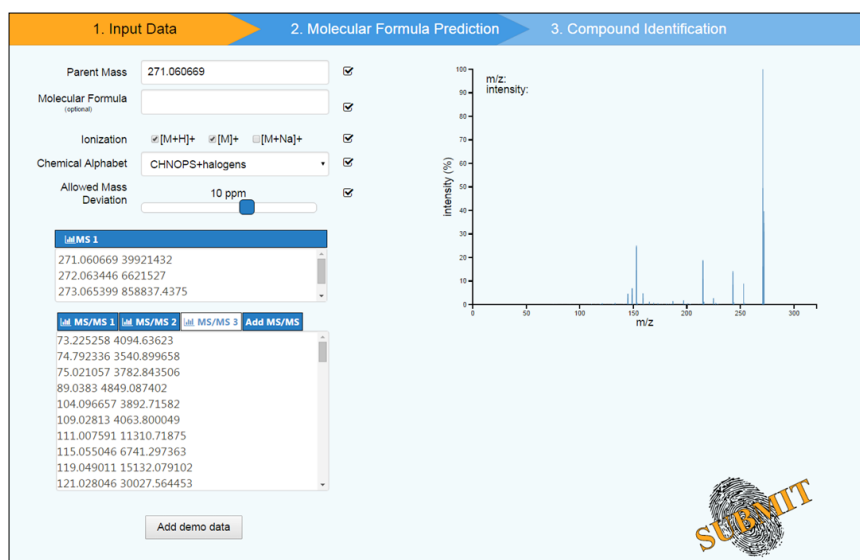 1. Input Data
2. Molecular Formula Prediction
3. Compound Identification
Parent Mass
271.060669
Molecular Formula
(optional)
Ionization
[M+H]+ [M]+ [M+Na]+
Chemical Alphabet
CHNOPS+halogens
Allowed Mass
Deviation
10 ppm
MS 1
271.060669 39921432
272.063446 6621527
273.065399 858837.4375
MS/MS 1 MS/MS 2 MS/MS 3 Add MS/MS
73.225258 4094.63623
74.792336 3540.899658
75.021057 3782.843506
89.0383 4849.087402
104.096657 3892.71582
109.02813 4063.800049
111.007591 11310.71875
115.055046 6741.297363
119.049011 15132.079102
121.028046 30027.564453
Add demo data
m/z:
intensity:
intensity (%)
100
90
80
70
60
50
40
30
20
10
0
0 50 100 150 200 250 300
m/z
SUBMIT